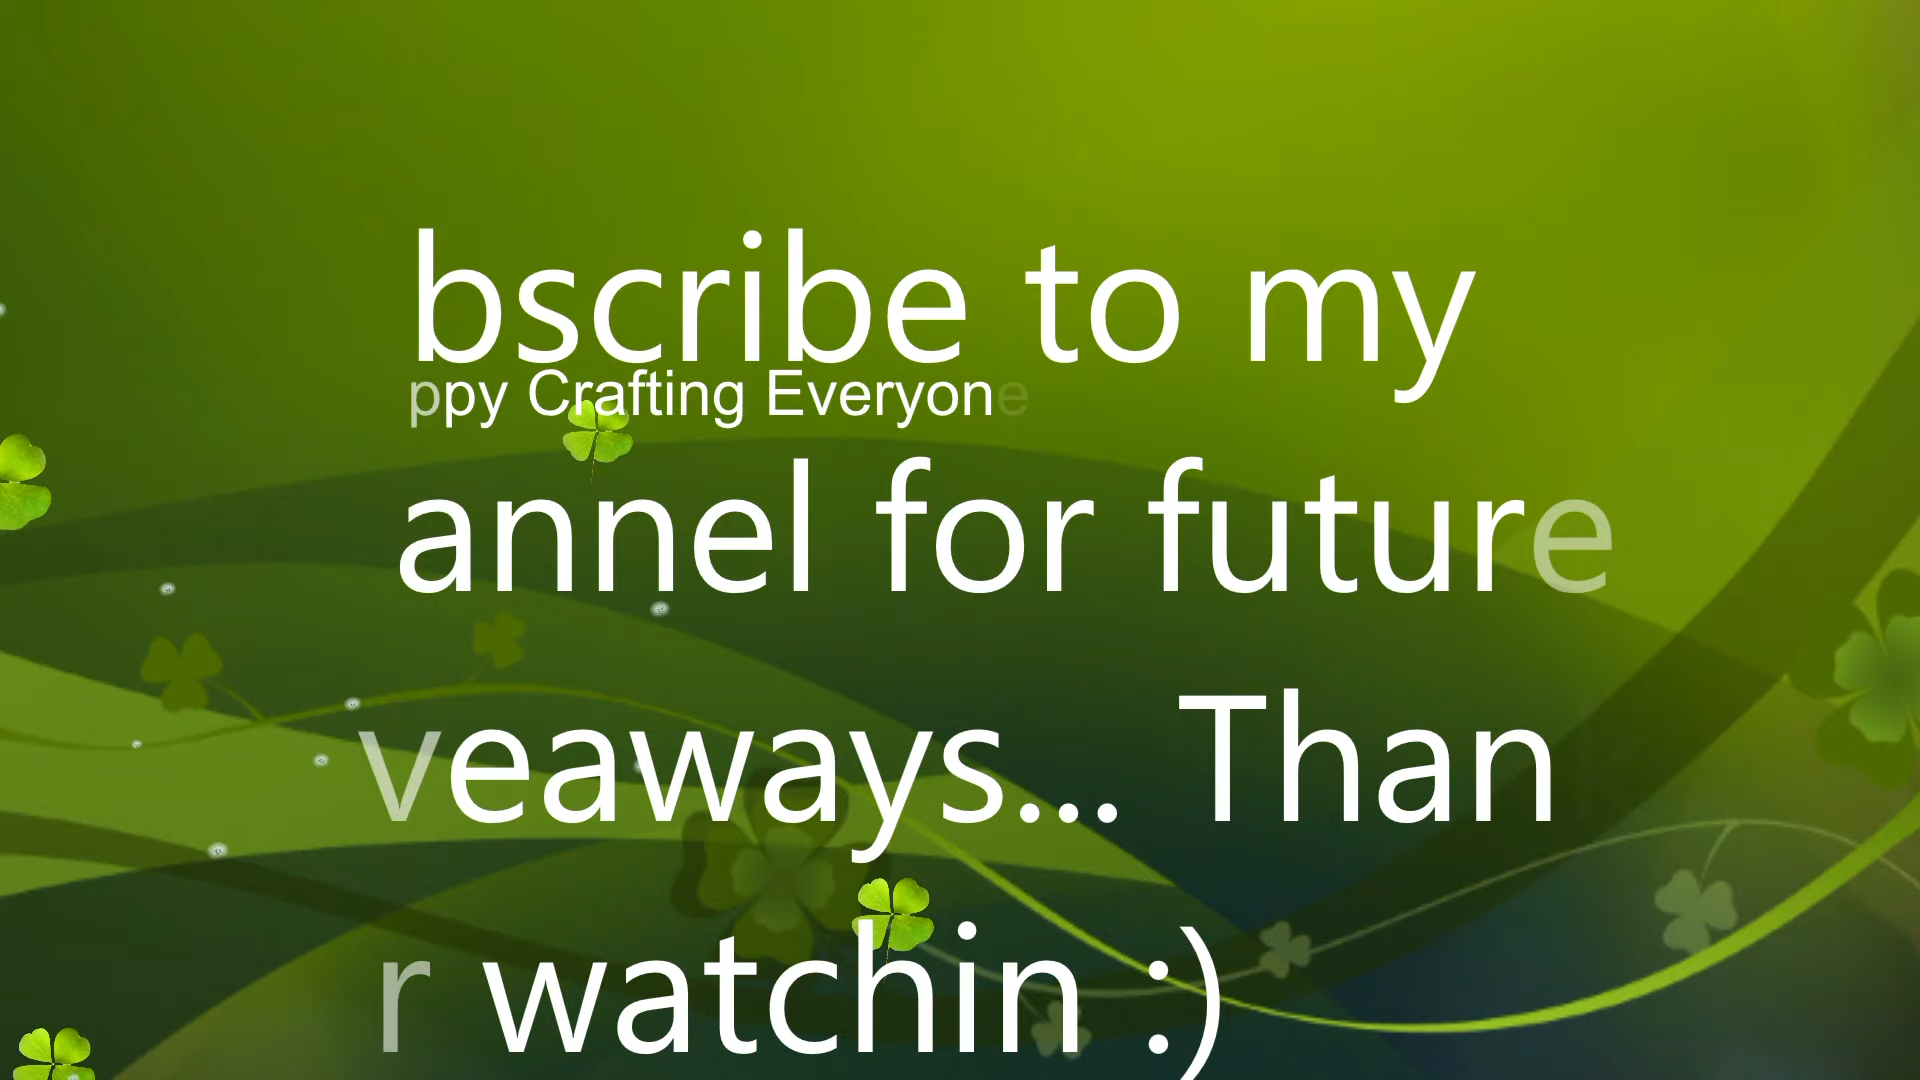 bscribe to my
ppy Crafting Everyone
annel for future
veaways... Than
r watchin :)